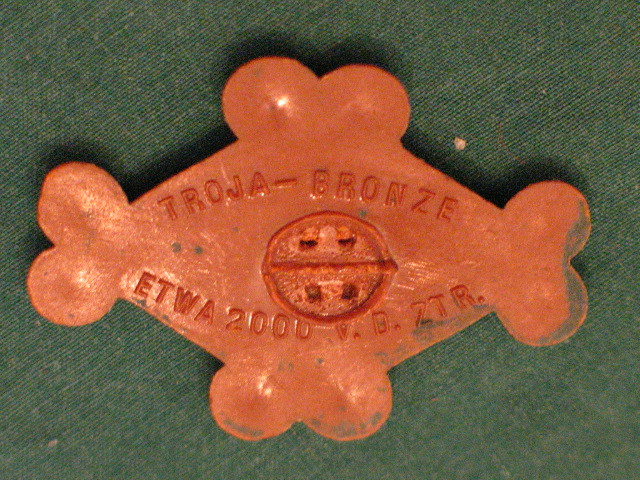 TROJA - BRONZE
ETWA 2000 V. D. ZTR.